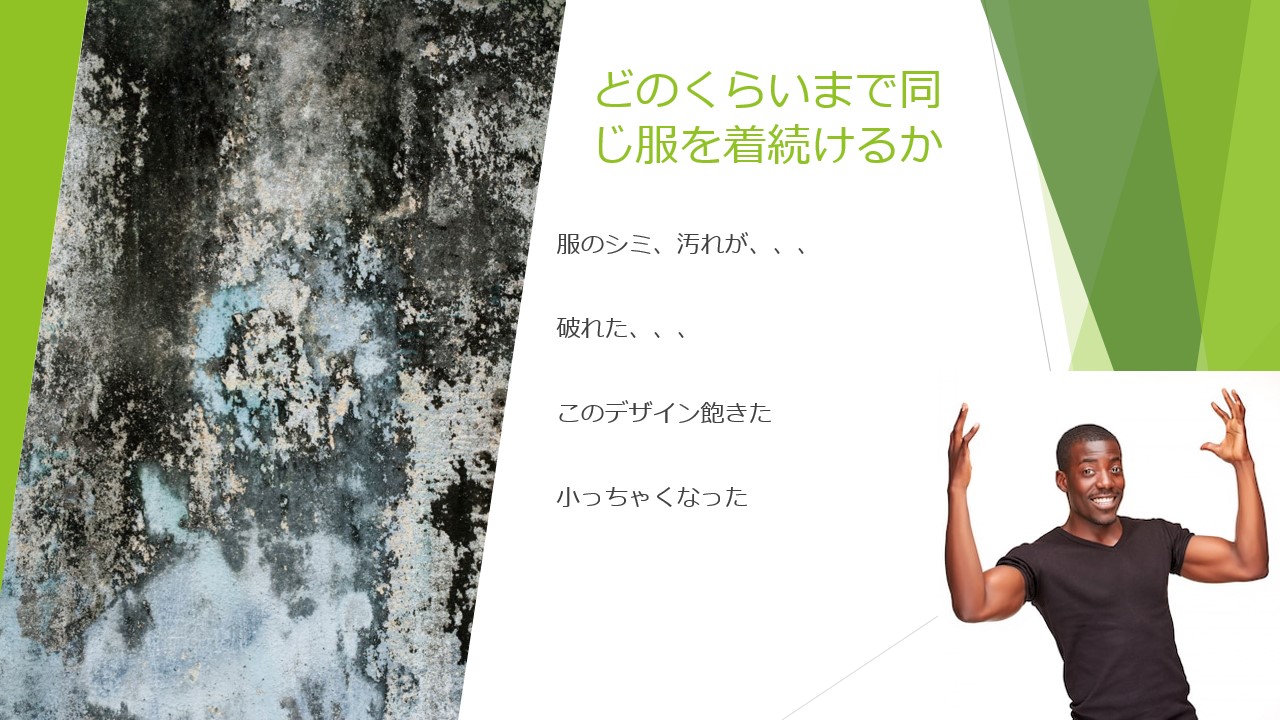 どのくらいまで同
じ服を着続けるか
服のシミ、汚れが、、、
破れた、、、
このデザイン飽きた
小っちゃくなった